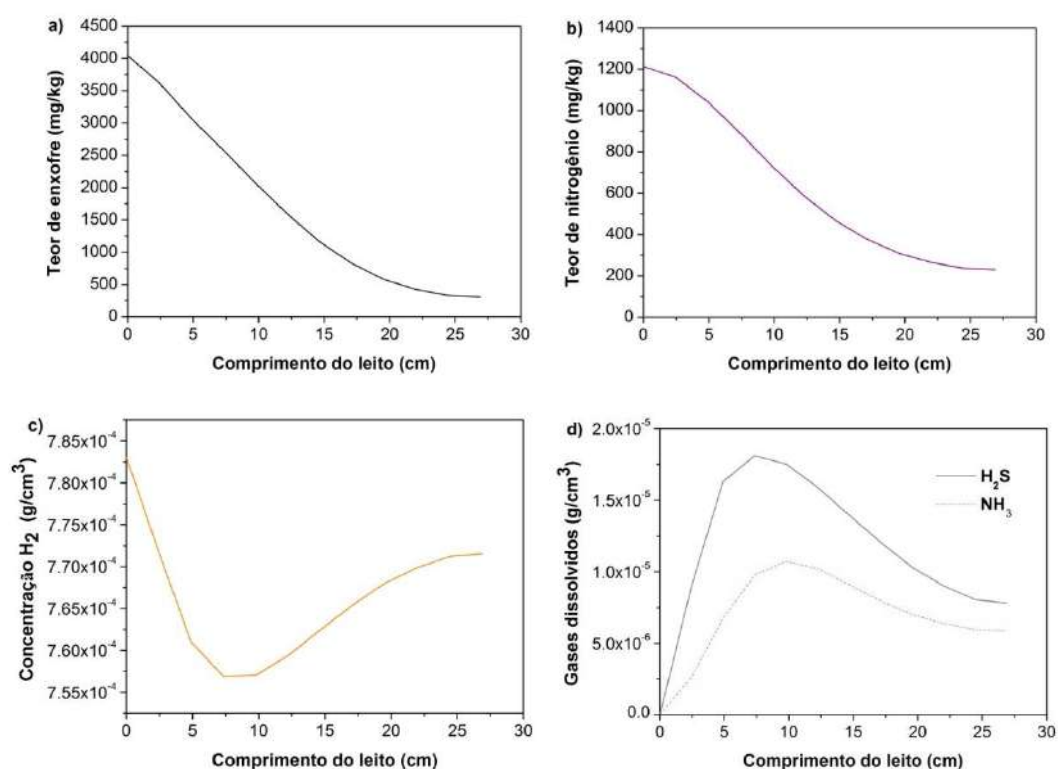 a)
Teor de enxofre (mg/kg)
4500
4000
3500
3000
2500
2000
1500
1000
500
0
0 5 10 15 20 25 30
Comprimento do leito (cm)
b)
Teor de nitrogênio (mg/kg)
1400
1200
1000
800
600
400
200
0
0 5 10 15 20 25 30
Comprimento do leito (cm)
c)
Concentração H₂ (g/cm³)
7.85x10⁻⁴
7.80x10⁻⁴
7.75x10⁻⁴
7.70x10⁻⁴
7.65x10⁻⁴
7.60x10⁻⁴
7.55x10⁻⁴
0 5 10 15 20 25 30
Comprimento do leito (cm)
d)
Gases dissolvidos (g/cm³)
2.0x10⁻⁵
1.5x10⁻⁵
1.0x10⁻⁵
5.0x10⁻⁶
0.0
H₂S
NH₃
0 5 10 15 20 25 30
Comprimento do leito (cm)